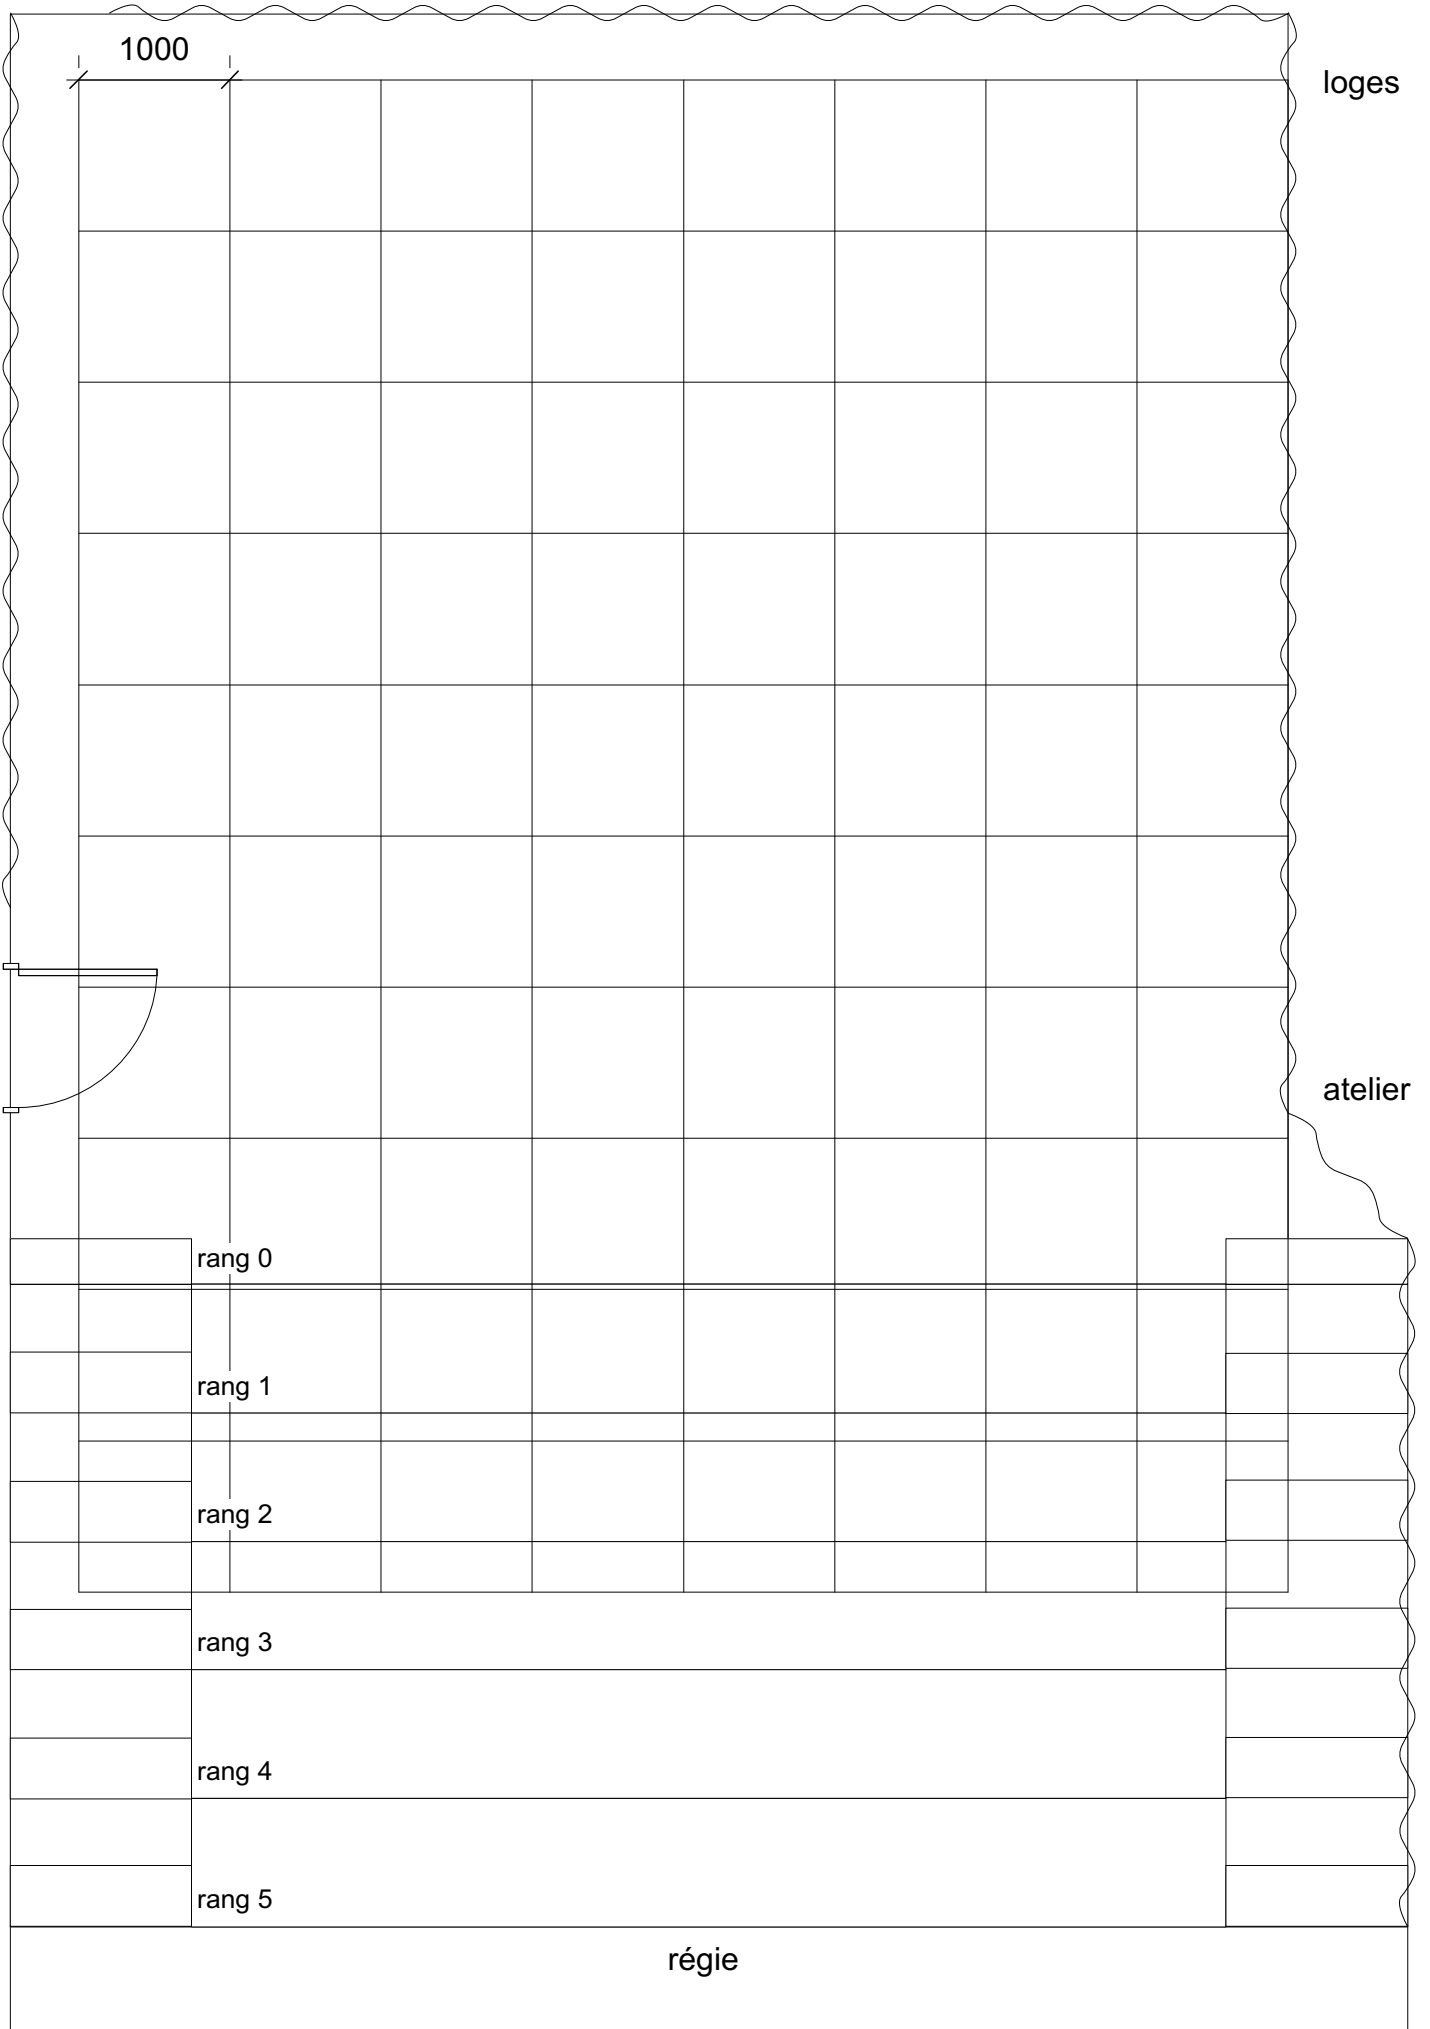 1000
loges
atelier
rang 0
rang 1
rang 2
rang 3
rang 4
rang 5
régie